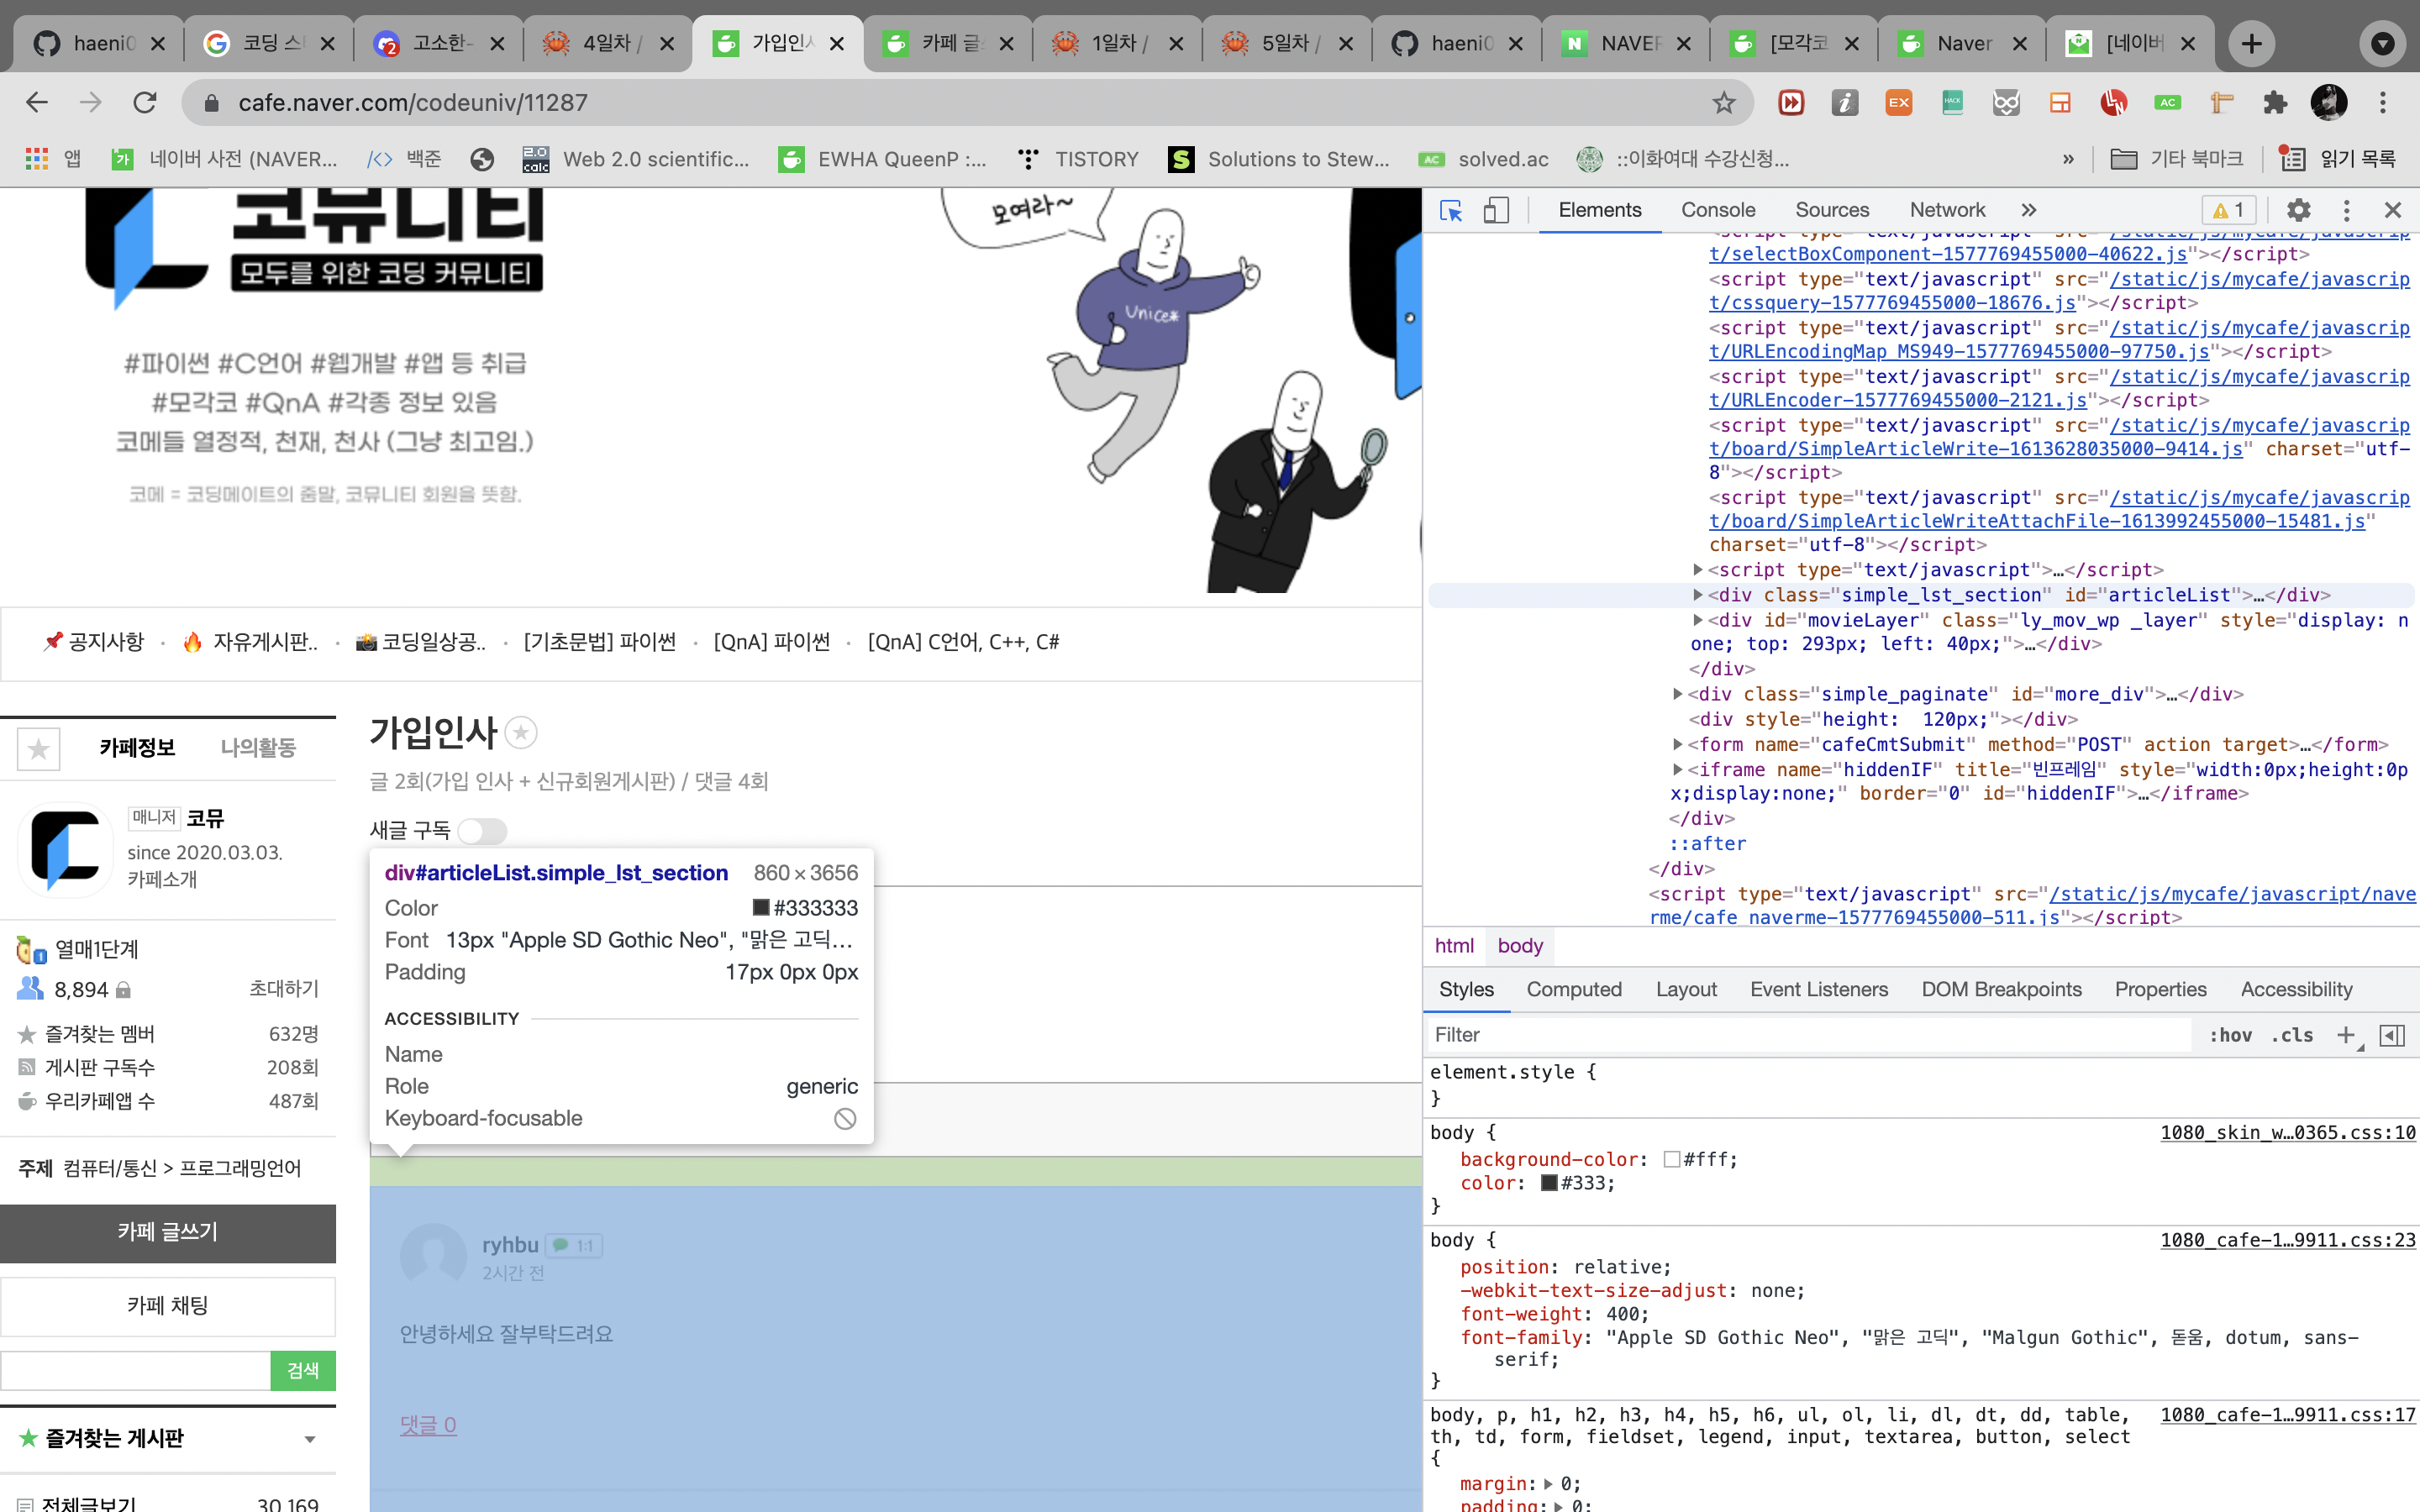 haeni0
코딩 스
고소한-
4일차 /
가입인사
카페 글
1일차 /
5일차 /
haeni0
NAVER
[모각코
Naver
[네이버
cafe.naver.com/codeuniv/11287
앱
네이버 사전 (NAVER...
백준
Web 2.0 scientific...
EWHA QueenP :...
TISTORY
Solutions to Stew...
solved.ac
::이화여대 수강신청...
»
기타 북마크
읽기 목록
코뮤니티
모두를 위한 코딩 커뮤니티
#파이썬 #C언어 #웹개발 #앱 등 취급
#모각코 #QnA #각종 정보 있음
코메들 열정적, 천재, 천사 (그냥 최고임.)
코메 = 코딩메이트의 줄말, 코뮤니티 회원을 뜻함.
모여라~
Unice*
공지사항 · 자유게시판.. · 코딩일상공.. · [기초문법] 파이썬 · [QnA] 파이썬 · [QnA] C언어, C++, C#
카페정보 나의활동
매니저 코뮤
since 2020.03.03.
카페소개
열매1단계
8,894 초대하기
즐겨찾는 멤버 632명
게시판 구독수 208회
우리카페앱 수 487회
주제 컴퓨터/통신 > 프로그래밍언어
카페 글쓰기
카페 채팅
검색
즐겨찾는 게시판
전체글보기 30,169
가입인사
글 2회(가입 인사 + 신규회원게시판) / 댓글 4회
새글 구독
div#articleList.simple_lst_section 860×3656
Color #333333
Font 13px "Apple SD Gothic Neo", "맑은 고딕...
Padding 17px 0px 0px
ACCESSIBILITY
Name
Role generic
Keyboard-focusable
ryhbu 1:1
2시간 전
안녕하세요 잘부탁드려요
댓글 0
Elements Console Sources Network » 1
<script type="text/javascript" src="/static/js/mycafe/javascrip
t/selectBoxComponent-1577769455000-40622.js"></script>
<script type="text/javascript" src="/static/js/mycafe/javascrip
t/cssquery-1577769455000-18676.js"></script>
<script type="text/javascript" src="/static/js/mycafe/javascrip
t/URLEncodingMap_MS949-1577769455000-97750.js"></script>
<script type="text/javascript" src="/static/js/mycafe/javascrip
t/URLEncoder-1577769455000-2121.js"></script>
<script type="text/javascript" src="/static/js/mycafe/javascrip
t/board/SimpleArticleWrite-1613628035000-9414.js" charset="utf-
8"></script>
<script type="text/javascript" src="/static/js/mycafe/javascrip
t/board/SimpleArticleWriteAttachFile-1613992455000-15481.js"
charset="utf-8"></script>
<script type="text/javascript">…</script>
<div class="simple_lst_section" id="articleList">…</div>
<div id="movieLayer" class="ly_mov_wp _layer" style="display: n
one; top: 293px; left: 40px;">…</div>
</div>
<div class="simple_paginate" id="more_div">…</div>
<div style="height:  120px;"></div>
<form name="cafeCmtSubmit" method="POST" action target>…</form>
<iframe name="hiddenIF" title="빈프레임" style="width:0px;height:0p
x;display:none;" border="0" id="hiddenIF">…</iframe>
</div>
::after
</div>
<script type="text/javascript" src="/static/js/mycafe/javascript/nave
rme/cafe_naverme-1577769455000-511.js"></script>
html body
Styles Computed Layout Event Listeners DOM Breakpoints Properties Accessibility
Filter :hov .cls
element.style {
}
body { 1080_skin_w…0365.css:10
background-color: #fff;
color: #333;
}
body { 1080_cafe-1…9911.css:23
position: relative;
-webkit-text-size-adjust: none;
font-weight: 400;
font-family: "Apple SD Gothic Neo", "맑은 고딕", "Malgun Gothic", 돋움, dotum, sans-
serif;
}
body, p, h1, h2, h3, h4, h5, h6, ul, ol, li, dl, dt, dd, table, 1080_cafe-1…9911.css:17
th, td, form, fieldset, legend, input, textarea, button, select
{
margin: 0;
padding: 0;